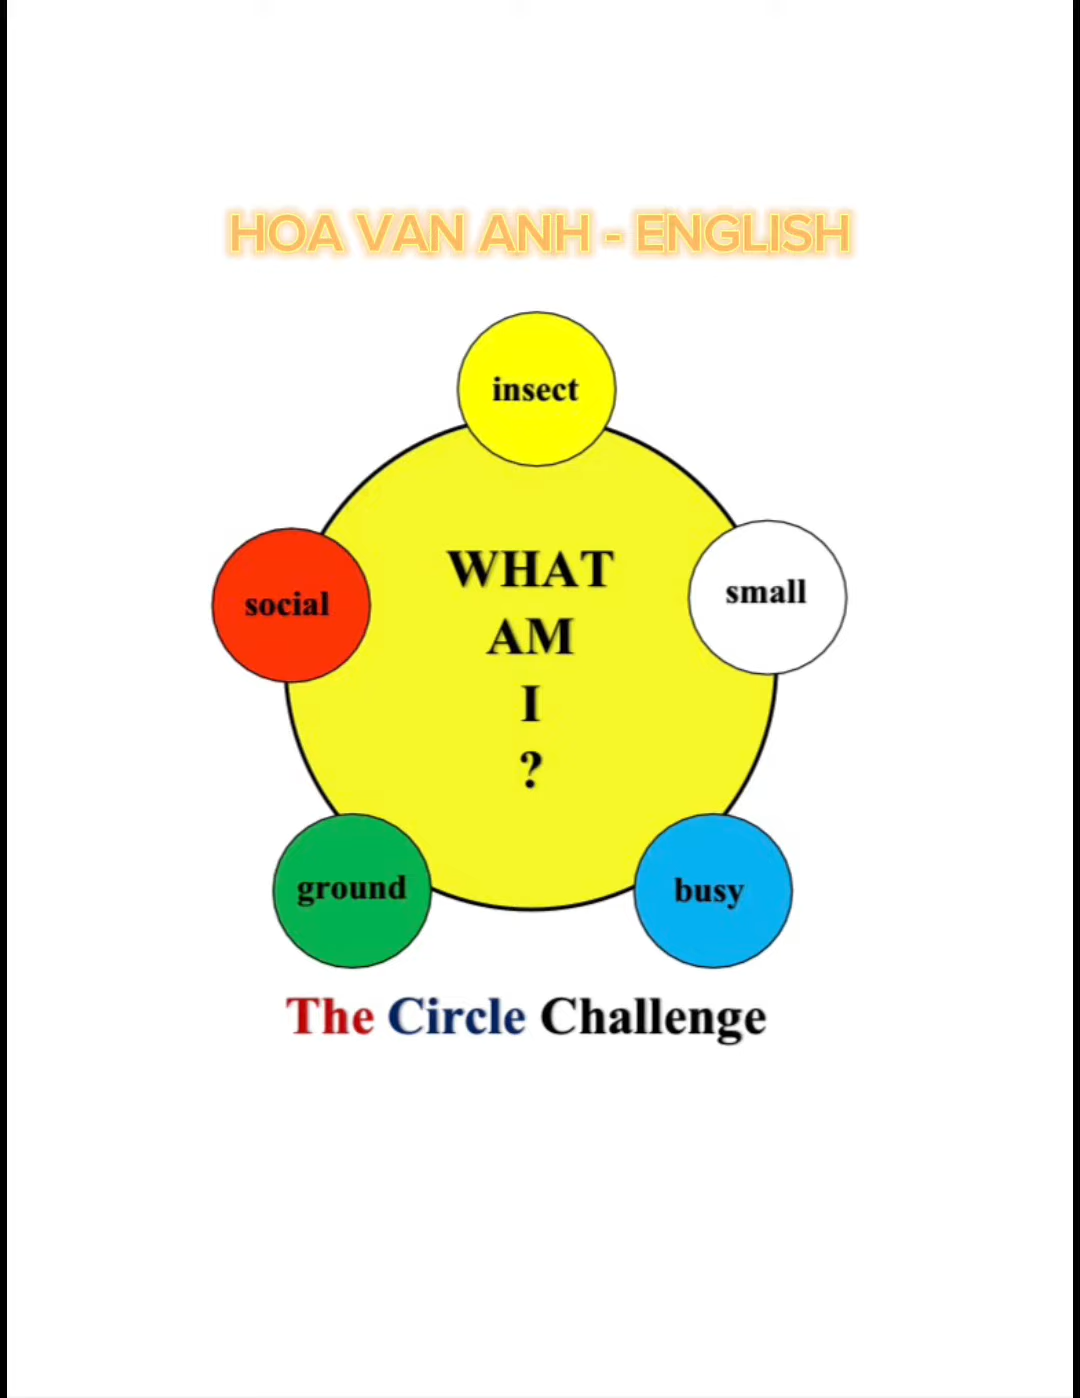 HOA VAN ANH - ENGLISH
insect
social
small
WHAT
AM
I
?
ground
busy
The Circle Challenge